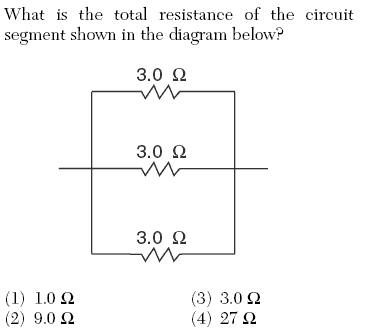 What is the total resistance of the circuit
segment shown in the diagram below?
3.0 Ω
3.0 Ω
3.0 Ω
(1) 1.0 Ω
(2) 9.0 Ω
(3) 3.0 Ω
(4) 27 Ω